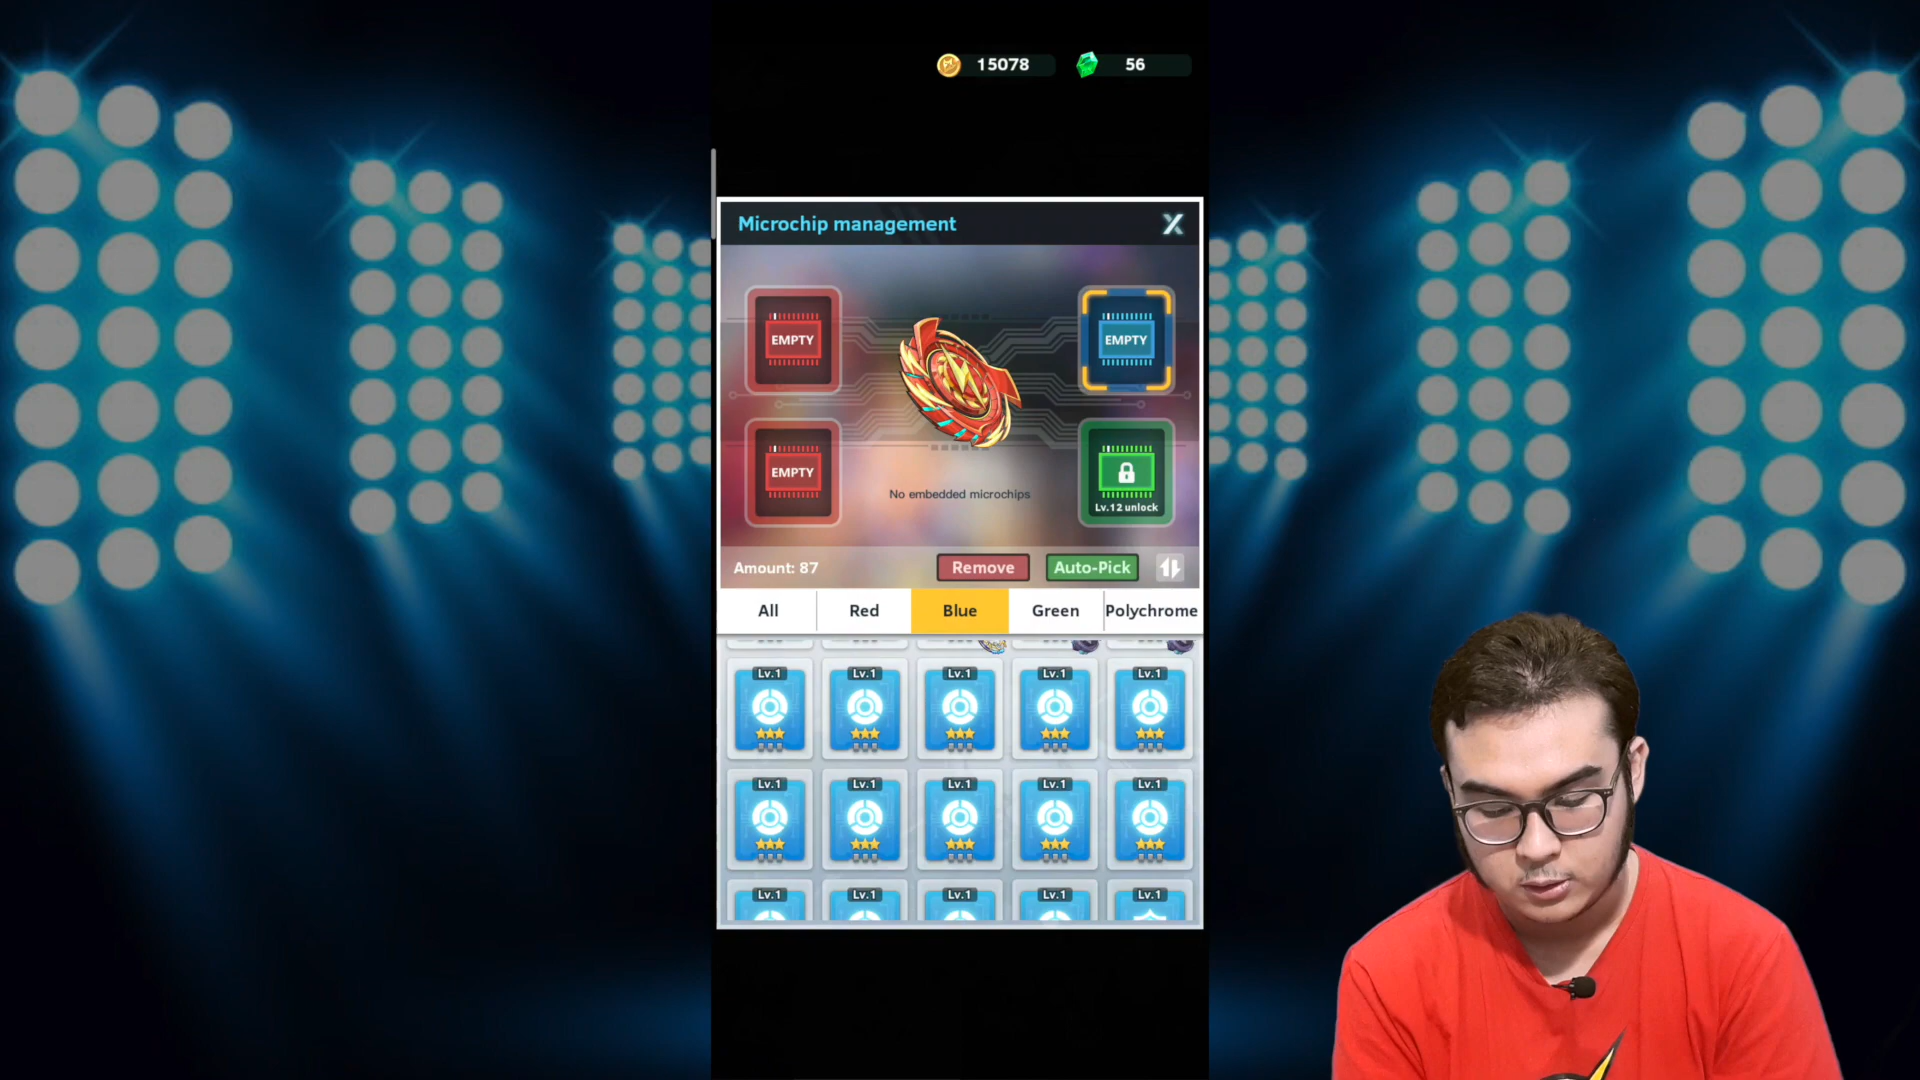 15078 56
Microchip management X
EMPTY EMPTY
EMPTY
Lv.12 unlock
No embedded microchips
Amount: 87 Remove Auto-Pick
All Red Blue Green Polychrome
Lv.1 Lv.1 Lv.1 Lv.1 Lv.1
Lv.1 Lv.1 Lv.1 Lv.1 Lv.1
Lv.1 Lv.1 Lv.1 Lv.1 Lv.1